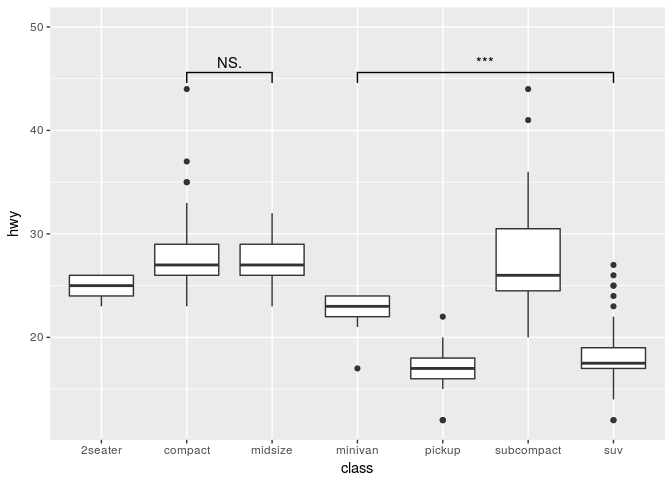 50
NS.
***
40
hwy
30
20
2seater compact midsize minivan pickup subcompact suv
class